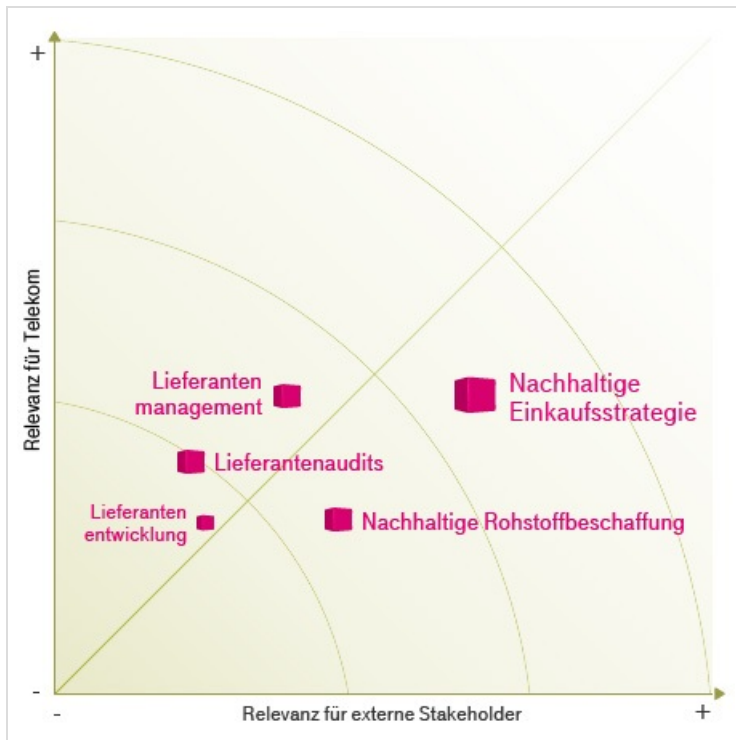 +
Relevanz für Telekom
Lieferanten
management
Nachhaltige
Einkaufsstrategie
Lieferantenaudits
Lieferanten
entwicklung
Nachhaltige Rohstoffbeschaffung
-
-
Relevanz für externe Stakeholder
+